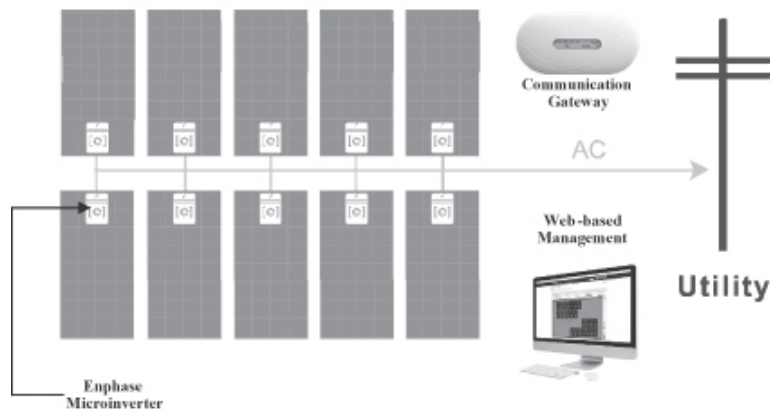 Communication
Gateway
AC
Web-based
Management
Utility
Enphase
Microinverter